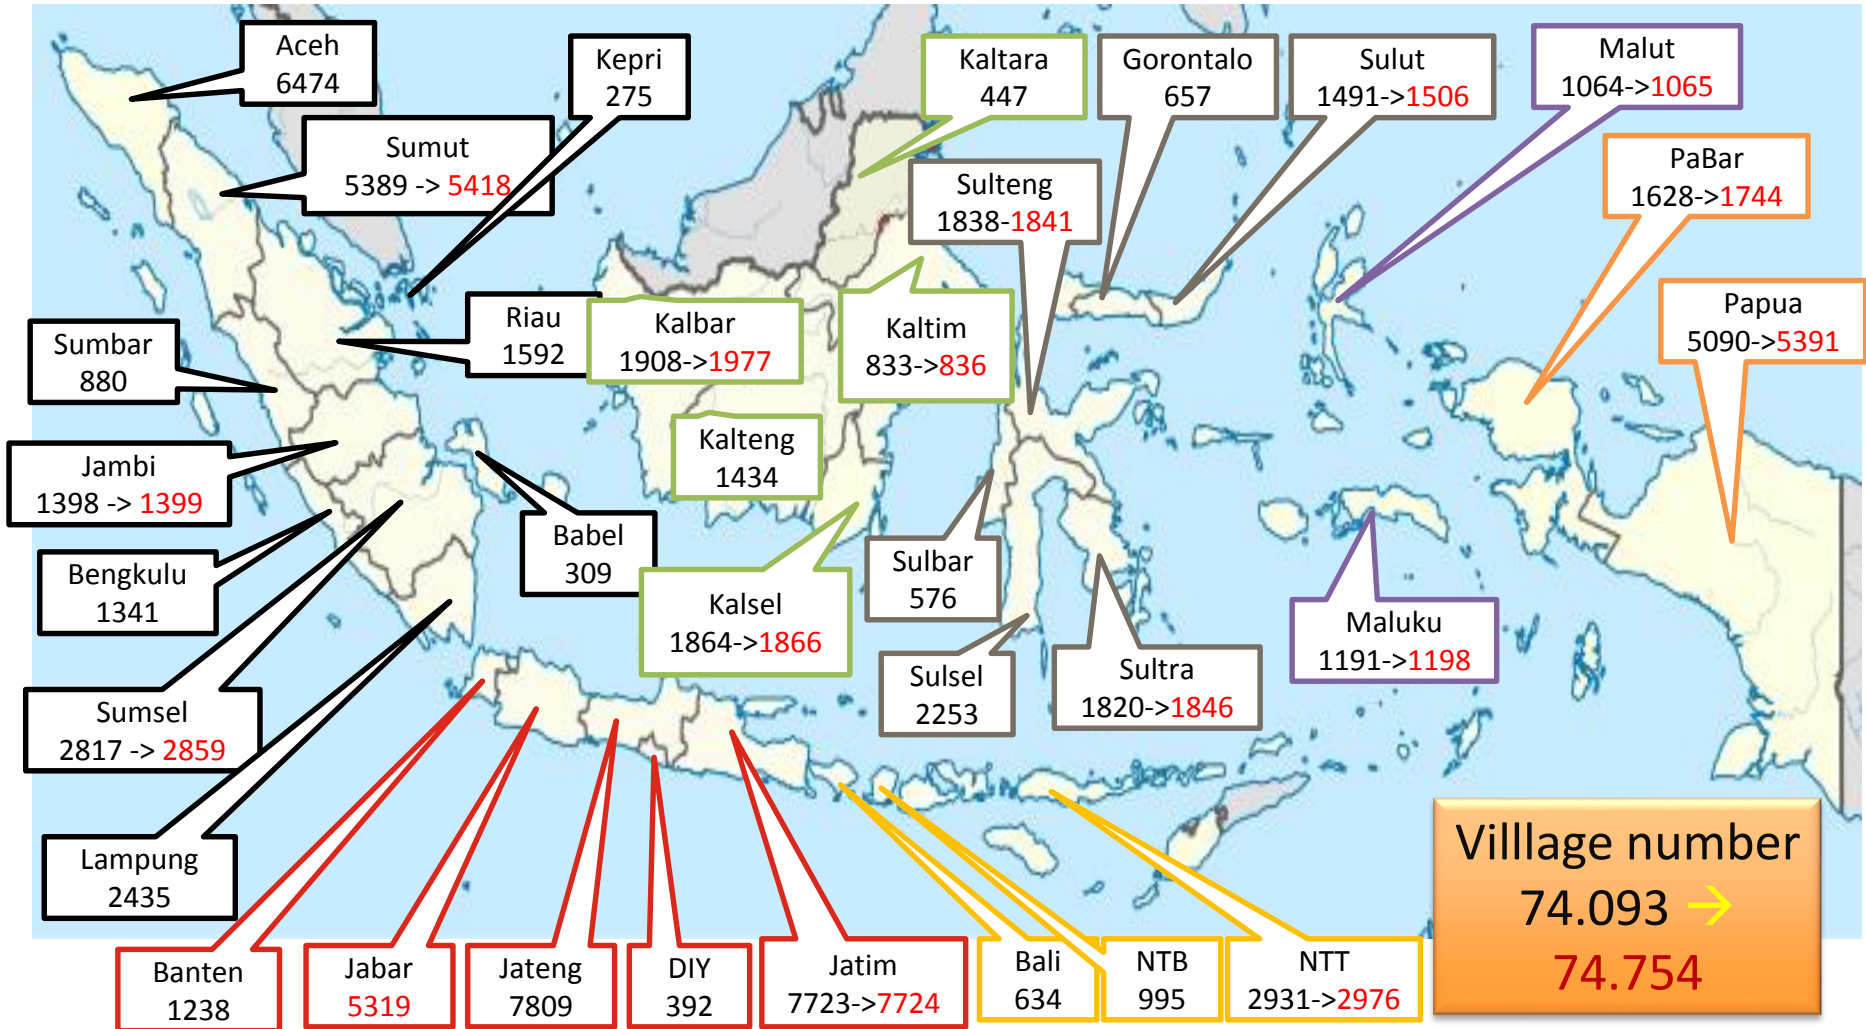 Aceh
6474
Kepri
275
Kaltara
447
Gorontalo
657
Sulut
1491->1506
Malut
1064->1065
Sumut
5389 -> 5418
PaBar
1628->1744
Sulteng
1838-1841
Papua
5090->5391
Sumbar
880
Riau
1592
Kalbar
1908->1977
Kaltim
833->836
Jambi
1398 -> 1399
Kalteng
1434
Babel
309
Bengkulu
1341
Kalsel
1864->1866
Sulbar
576
Maluku
1191->1198
Sumsel
2817 -> 2859
Sulsel
2253
Sultra
1820->1846
Lampung
2435
Villlage number
74.093 →
74.754
Banten
1238
Jabar
5319
Jateng
7809
DIY
392
Jatim
7723->7724
Bali
634
NTB
995
NTT
2931->2976